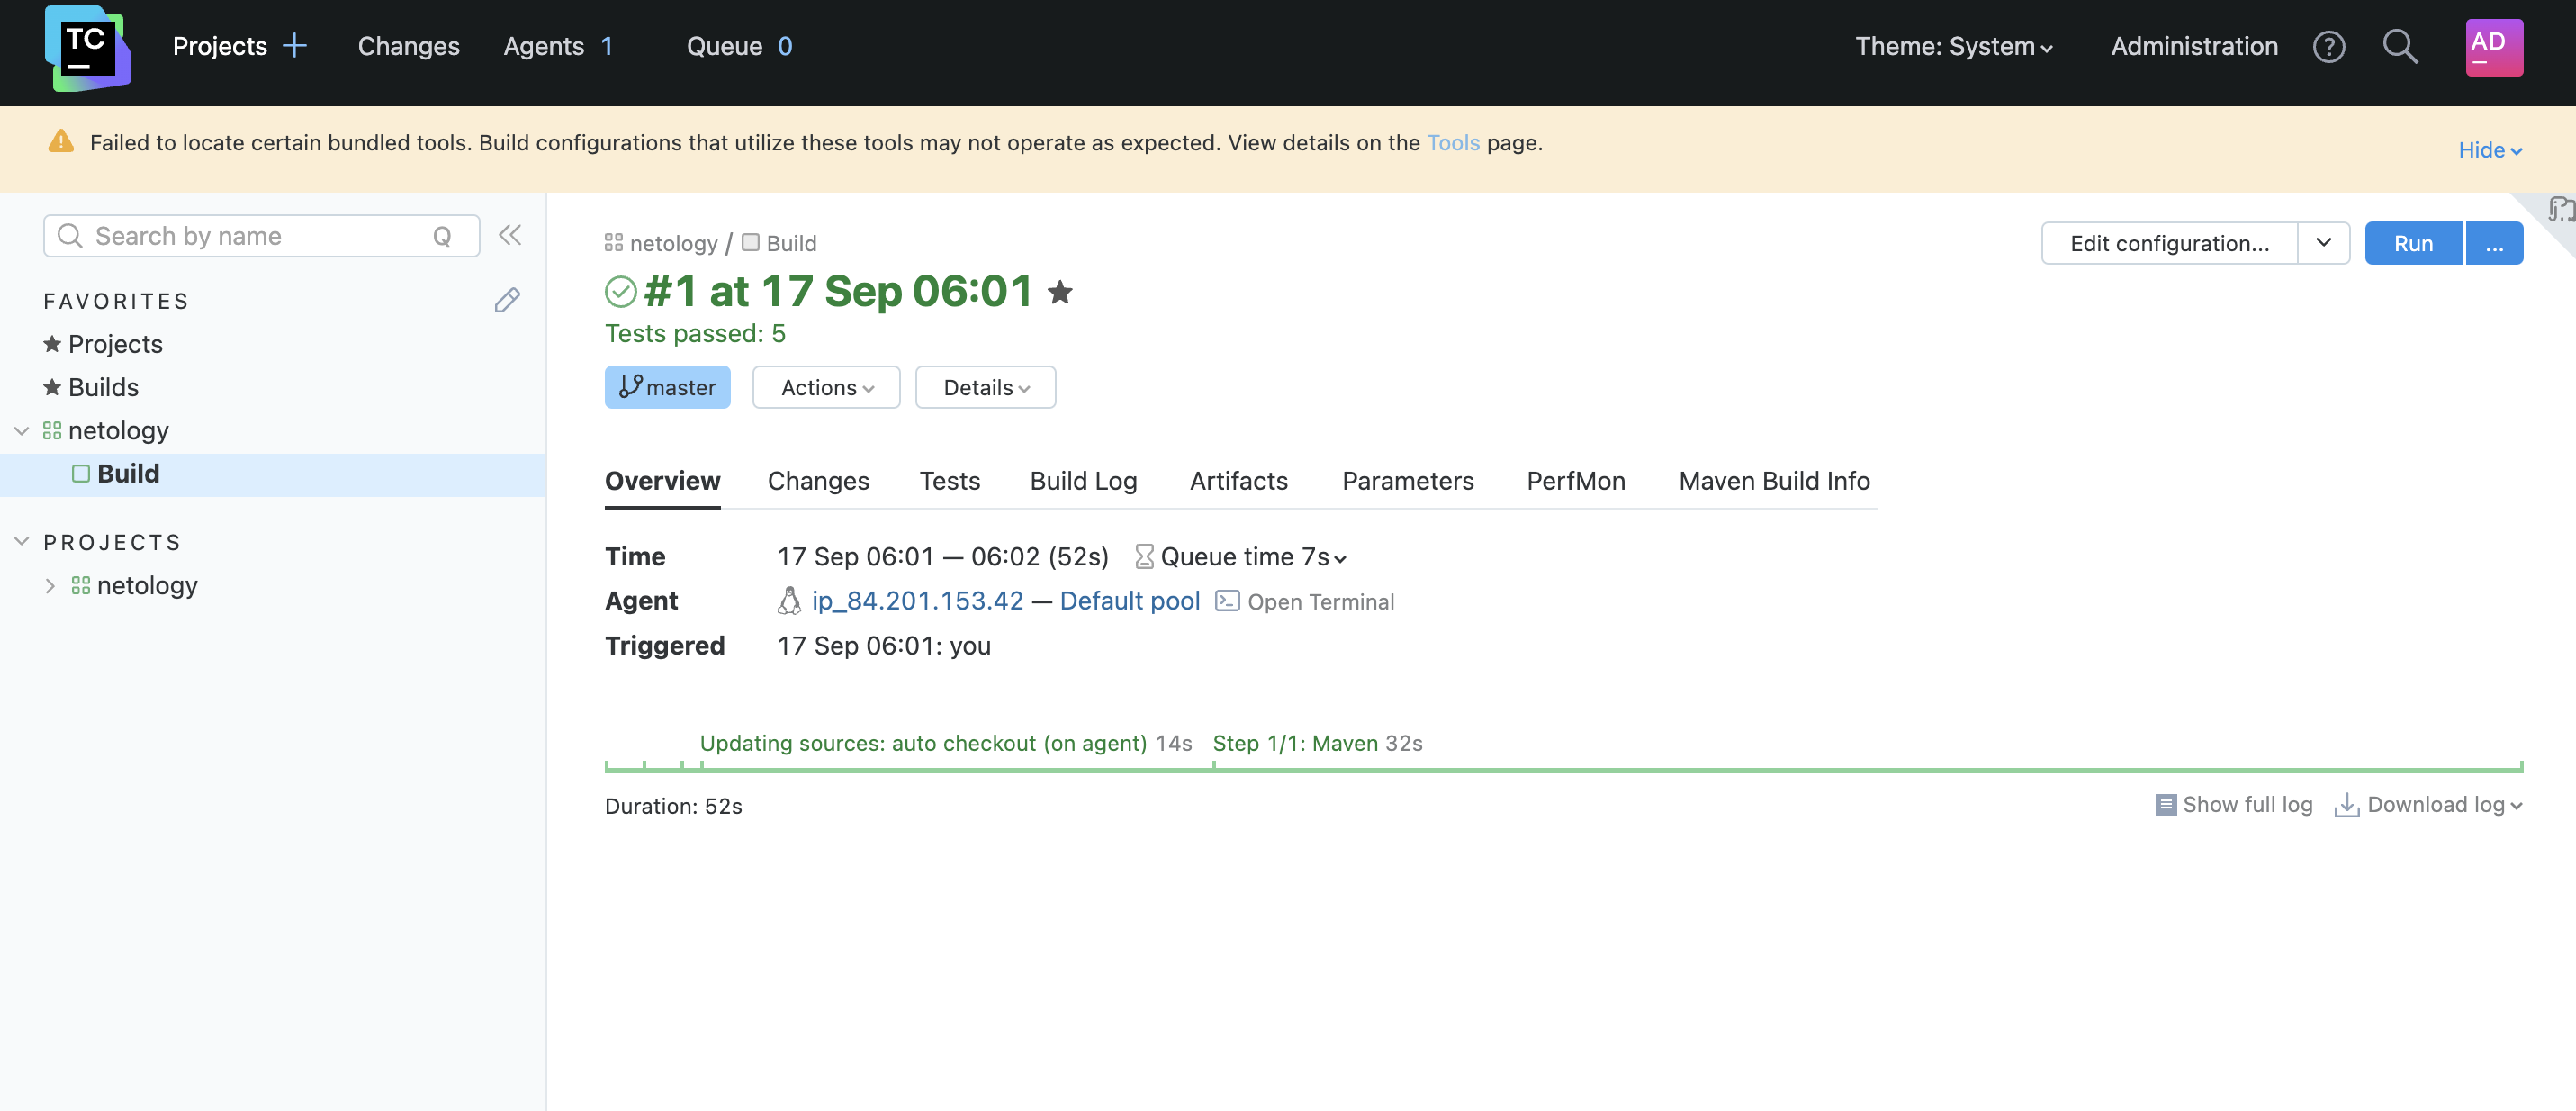 TC
Projects
Changes
Agents 1
Queue 0
Theme: System
Administration
?
AD
Failed to locate certain bundled tools. Build configurations that utilize these tools may not operate as expected. View details on the Tools page.
Hide
Search by name Q
FAVORITES
Projects
Builds
netology
Build
PROJECTS
netology
netology / Build
Edit configuration...
Run
...
#1 at 17 Sep 06:01
Tests passed: 5
master
Actions
Details
Overview
Changes
Tests
Build Log
Artifacts
Parameters
PerfMon
Maven Build Info
Time 17 Sep 06:01 — 06:02 (52s) Queue time 7s
Agent ip_84.201.153.42 — Default pool Open Terminal
Triggered 17 Sep 06:01: you
Updating sources: auto checkout (on agent) 14s Step 1/1: Maven 32s
Duration: 52s
Show full log
Download log